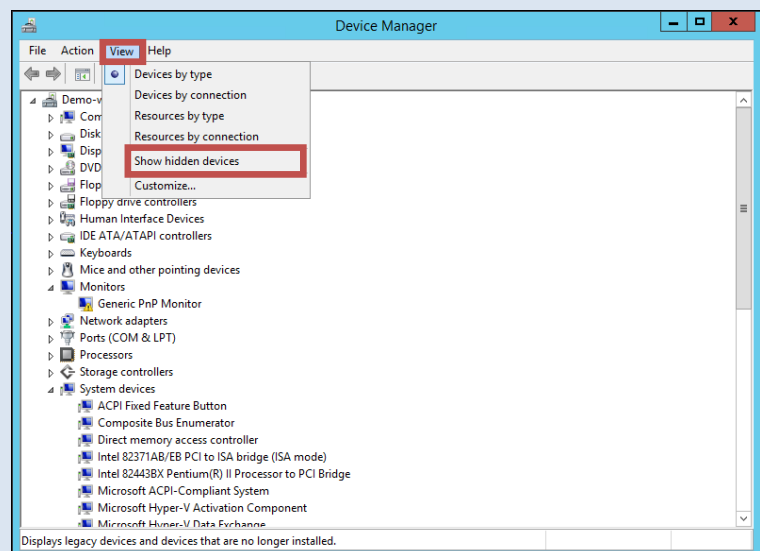 Device Manager
File Action View Help
Devices by type
Devices by connection
Resources by type
Resources by connection
Show hidden devices
Customize...
Floppy drive controllers
Human Interface Devices
IDE ATA/ATAPI controllers
Keyboards
Mice and other pointing devices
Monitors
Generic PnP Monitor
Network adapters
Ports (COM & LPT)
Processors
Storage controllers
System devices
ACPI Fixed Feature Button
Composite Bus Enumerator
Direct memory access controller
Intel 82371AB/EB PCI to ISA bridge (ISA mode)
Intel 82443BX Pentium(R) II Processor to PCI Bridge
Microsoft ACPI-Compliant System
Microsoft Hyper-V Activation Component
Microsoft Hyper-V Data Exchange
Displays legacy devices and devices that are no longer installed.